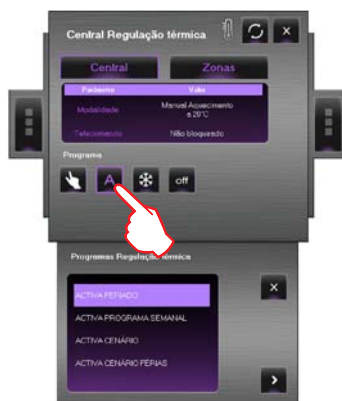 Central Regulação térmica
Central Zonas
Parâmetro Valor
Modalidade Manual Aquecimento
a 20°C
Telecomando Não bloqueado
Programa
A off
Programas Regulação térmica
ACTIVA FERIADO
ACTIVA PROGRAMA SEMANAL
ACTIVA CENÁRIO
ACTIVA CENÁRIO FÉRIAS